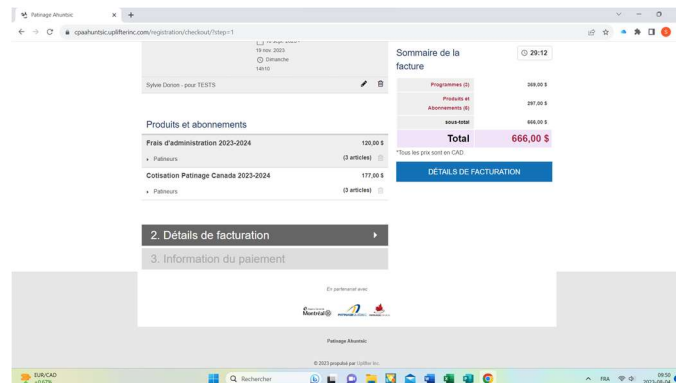 Patinage Ahuntsic
cpaahuntsic.uplifterinc.com/registration/checkout/?step=1
19 nov. 2023
Dimanche
14h10
Sylvie Dorion - pour TESTS
Produits et abonnements
Frais d'administration 2023-2024 120,00 $
Patineurs (3 articles)
Cotisation Patinage Canada 2023-2024 177,00 $
Patineurs (3 articles)
Sommaire de la
facture
29:12
Programmes (3) 369,00 $
Produits et
Abonnements (6) 297,00 $
sous-total 666,00 $
Total 666,00 $
*Tous les prix sont en CAD.
DÉTAILS DE FACTURATION
2. Détails de facturation
3. Information du paiement
En partenariat avec
Montréal
Patinage Ahuntsic
© 2023 propulsé par Uplifter Inc.
EUR/CAD
+0,67%
Rechercher
FRA
09:50
2023-08-04